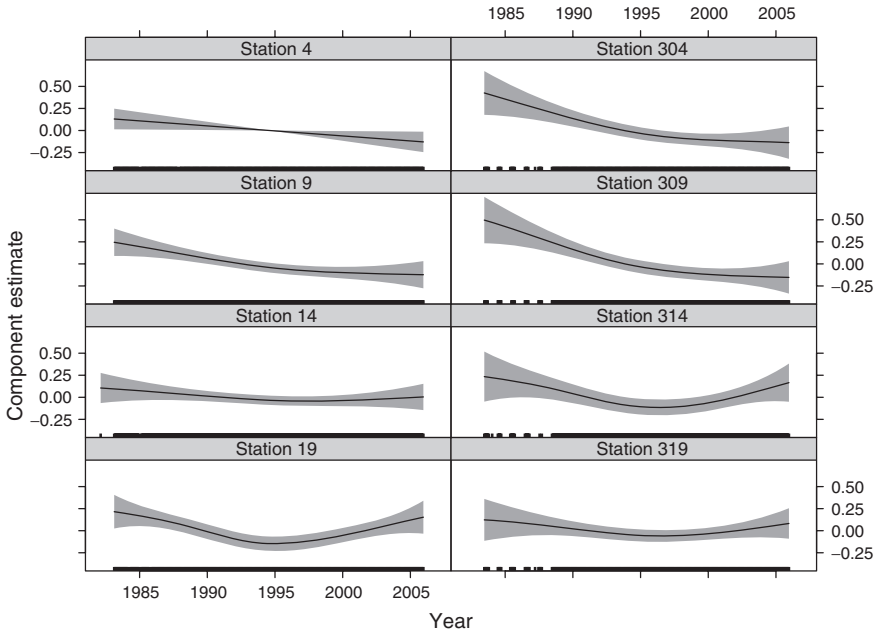 1985 1990 1995 2000 2005
Station 4
Station 304
0.50
0.25
0.00
−0.25
Station 9
Station 309
0.50
0.25
0.00
−0.25
Station 14
Station 314
0.50
0.25
0.00
−0.25
Station 19
Station 319
0.50
0.25
0.00
−0.25
1985 1990 1995 2000 2005
Component estimate
Year